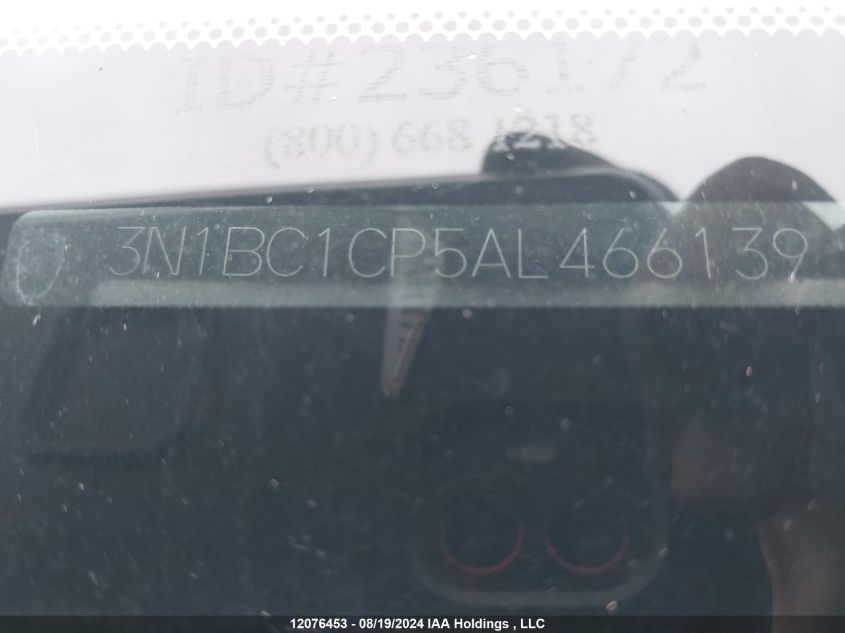 ID#236172
(800) 668 1218
3N1BC1CP5AL466139
12076453 - 08/19/2024 IAA Holdings , LLC